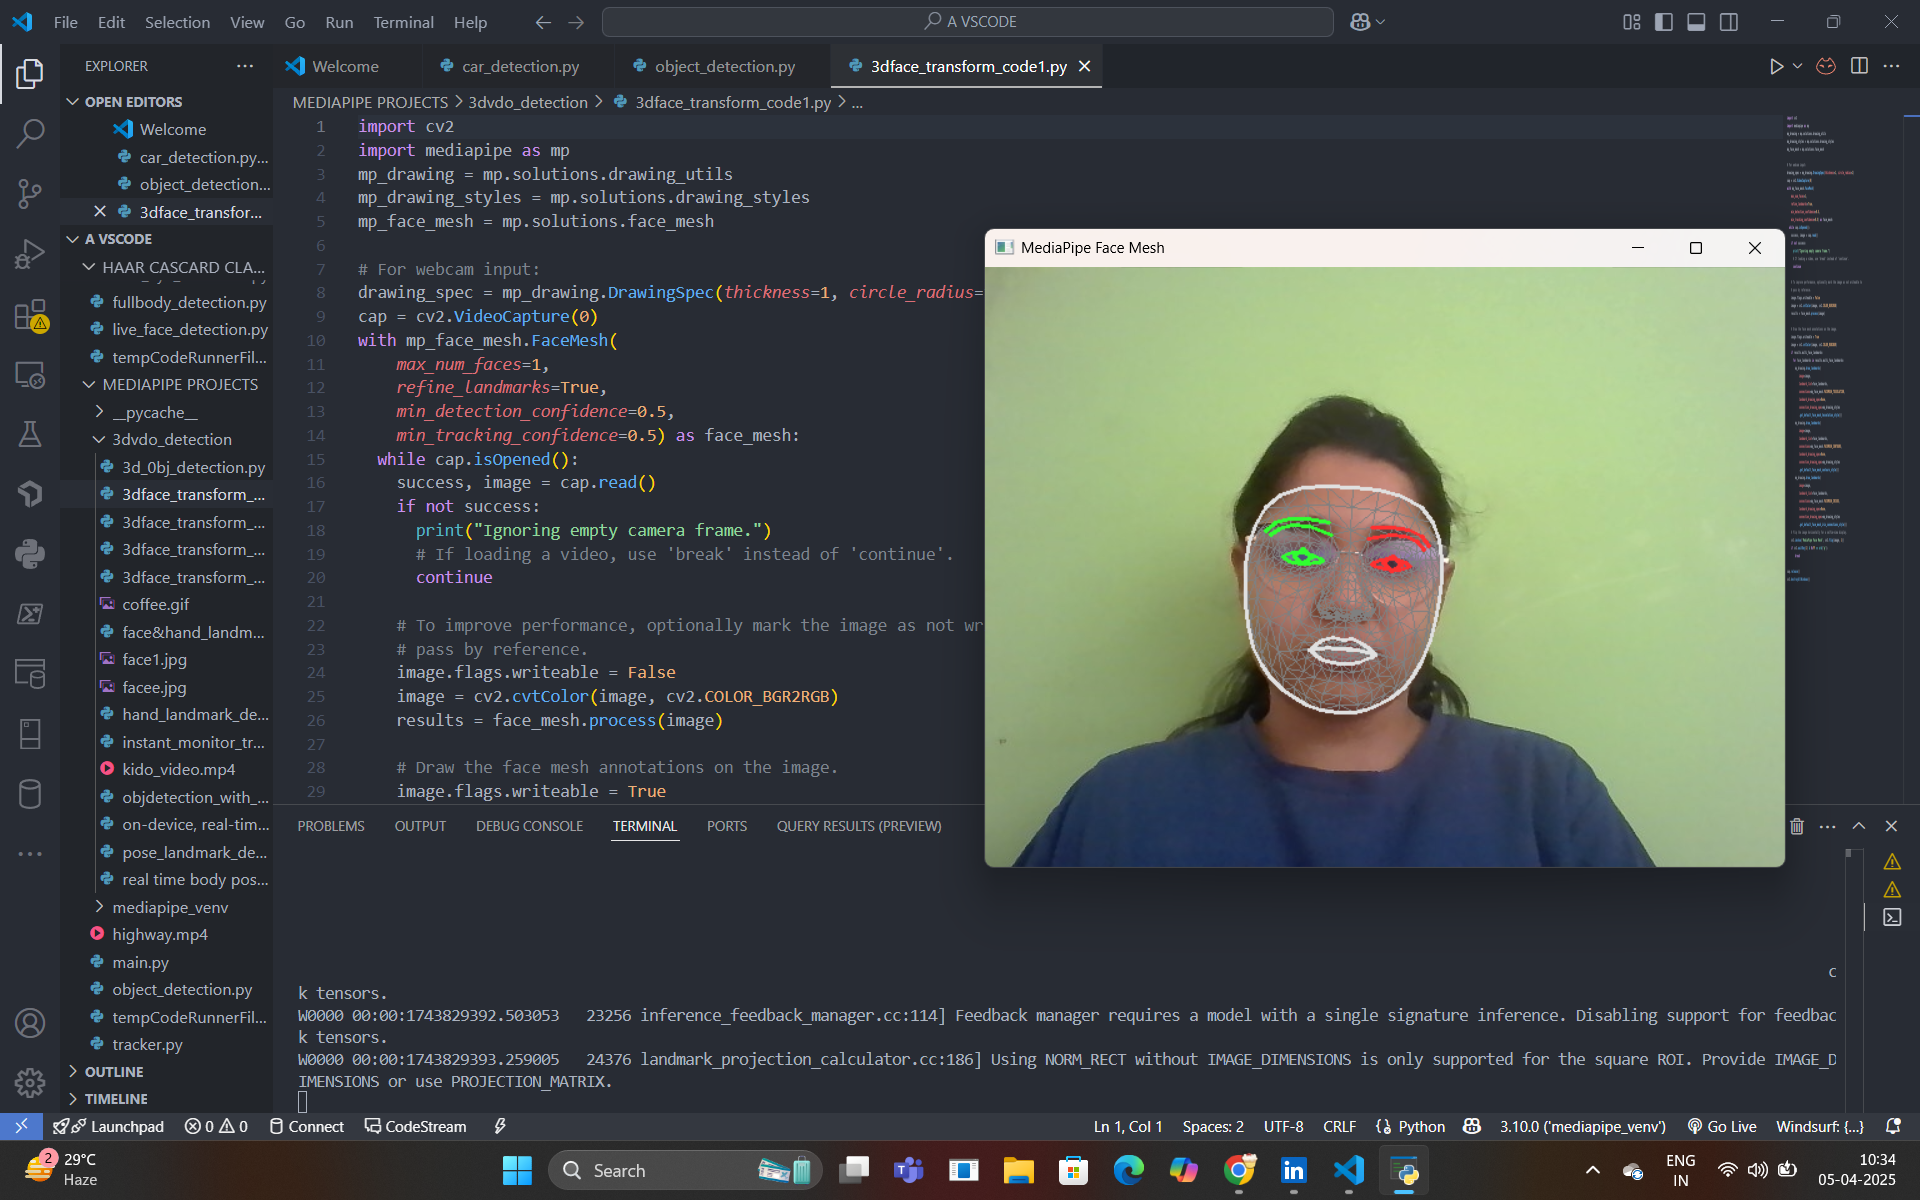 File Edit Selection View Go Run Terminal Help
A VSCODE
EXPLORER
Welcome
car_detection.py
object_detection.py
3dface_transform_code1.py
OPEN EDITORS
Welcome
car_detection.py...
object_detection...
3dface_transfor...
A VSCODE
HAAR CASCARD CLA...
fullbody_detection.py
live_face_detection.py
tempCodeRunnerFil...
MEDIAPIPE PROJECTS
__pycache__
3dvdo_detection
3d_0bj_detection.py
3dface_transform_...
3dface_transform_...
3dface_transform_...
3dface_transform_...
coffee.gif
face&hand_landm...
face1.jpg
facee.jpg
hand_landmark_de...
instant_monitor_tr...
kido_video.mp4
objdetection_with_...
on-device, real-tim...
pose_landmark_de...
real time body pos...
mediapipe_venv
highway.mp4
main.py
object_detection.py
tempCodeRunnerFil...
tracker.py
OUTLINE
TIMELINE
MEDIAPIPE PROJECTS > 3dvdo_detection > 3dface_transform_code1.py > ...
1 import cv2
2 import mediapipe as mp
3 mp_drawing = mp.solutions.drawing_utils
4 mp_drawing_styles = mp.solutions.drawing_styles
5 mp_face_mesh = mp.solutions.face_mesh
6
7 # For webcam input:
8 drawing_spec = mp_drawing.DrawingSpec(thickness=1, circle_radius=
9 cap = cv2.VideoCapture(0)
10 with mp_face_mesh.FaceMesh(
11 max_num_faces=1,
12 refine_landmarks=True,
13 min_detection_confidence=0.5,
14 min_tracking_confidence=0.5) as face_mesh:
15 while cap.isOpened():
16 success, image = cap.read()
17 if not success:
18 print("Ignoring empty camera frame.")
19 # If loading a video, use 'break' instead of 'continue'.
20 continue
21
22 # To improve performance, optionally mark the image as not wr
23 # pass by reference.
24 image.flags.writeable = False
25 image = cv2.cvtColor(image, cv2.COLOR_BGR2RGB)
26 results = face_mesh.process(image)
27
28 # Draw the face mesh annotations on the image.
29 image.flags.writeable = True
MediaPipe Face Mesh
PROBLEMS OUTPUT DEBUG CONSOLE TERMINAL PORTS QUERY RESULTS (PREVIEW)
c
k tensors.
W0000 00:00:1743829392.503053 23256 inference_feedback_manager.cc:114] Feedback manager requires a model with a single signature inference. Disabling support for feedbac
k tensors.
W0000 00:00:1743829393.259005 24376 landmark_projection_calculator.cc:186] Using NORM_RECT without IMAGE_DIMENSIONS is only supported for the square ROI. Provide IMAGE_D
IMENSIONS or use PROJECTION_MATRIX.
Launchpad 0 0 Connect CodeStream
Ln 1, Col 1 Spaces: 2 UTF-8 CRLF Python 3.10.0 ('mediapipe_venv') Go Live Windsurf: {...}
2
29°C
Haze
Search
ENG
IN
10:34
05-04-2025